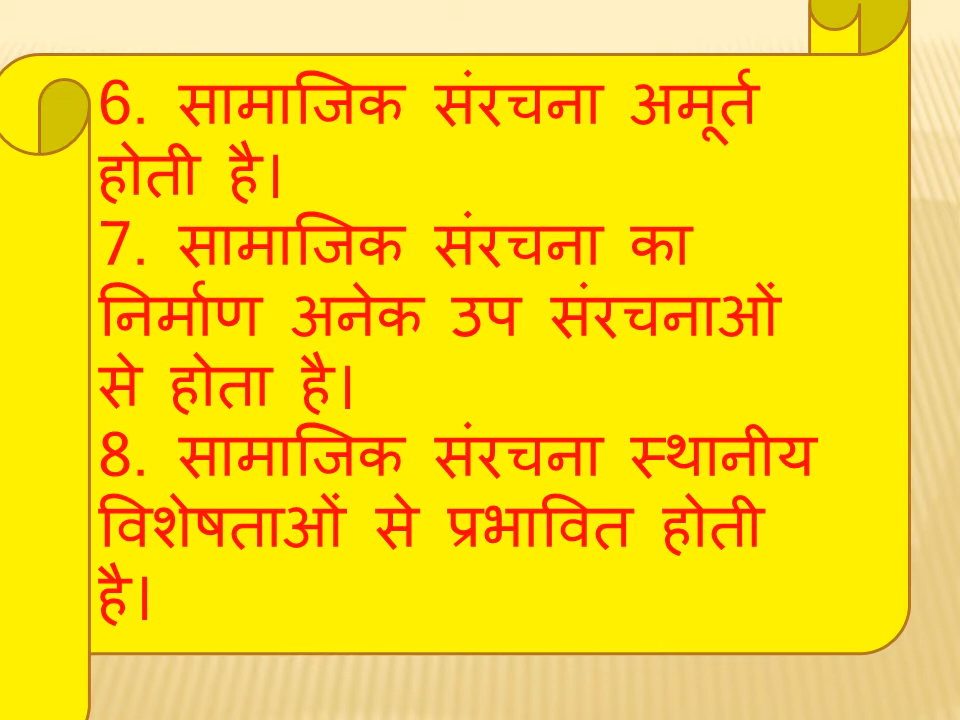 6. सामाजिक संरचना अमूर्त
होती है।
7. सामाजिक संरचना का
निर्माण अनेक उप संरचनाओं
से होता है।
8. सामाजिक संरचना स्थानीय
विशेषताओं से प्रभावित होती
है।